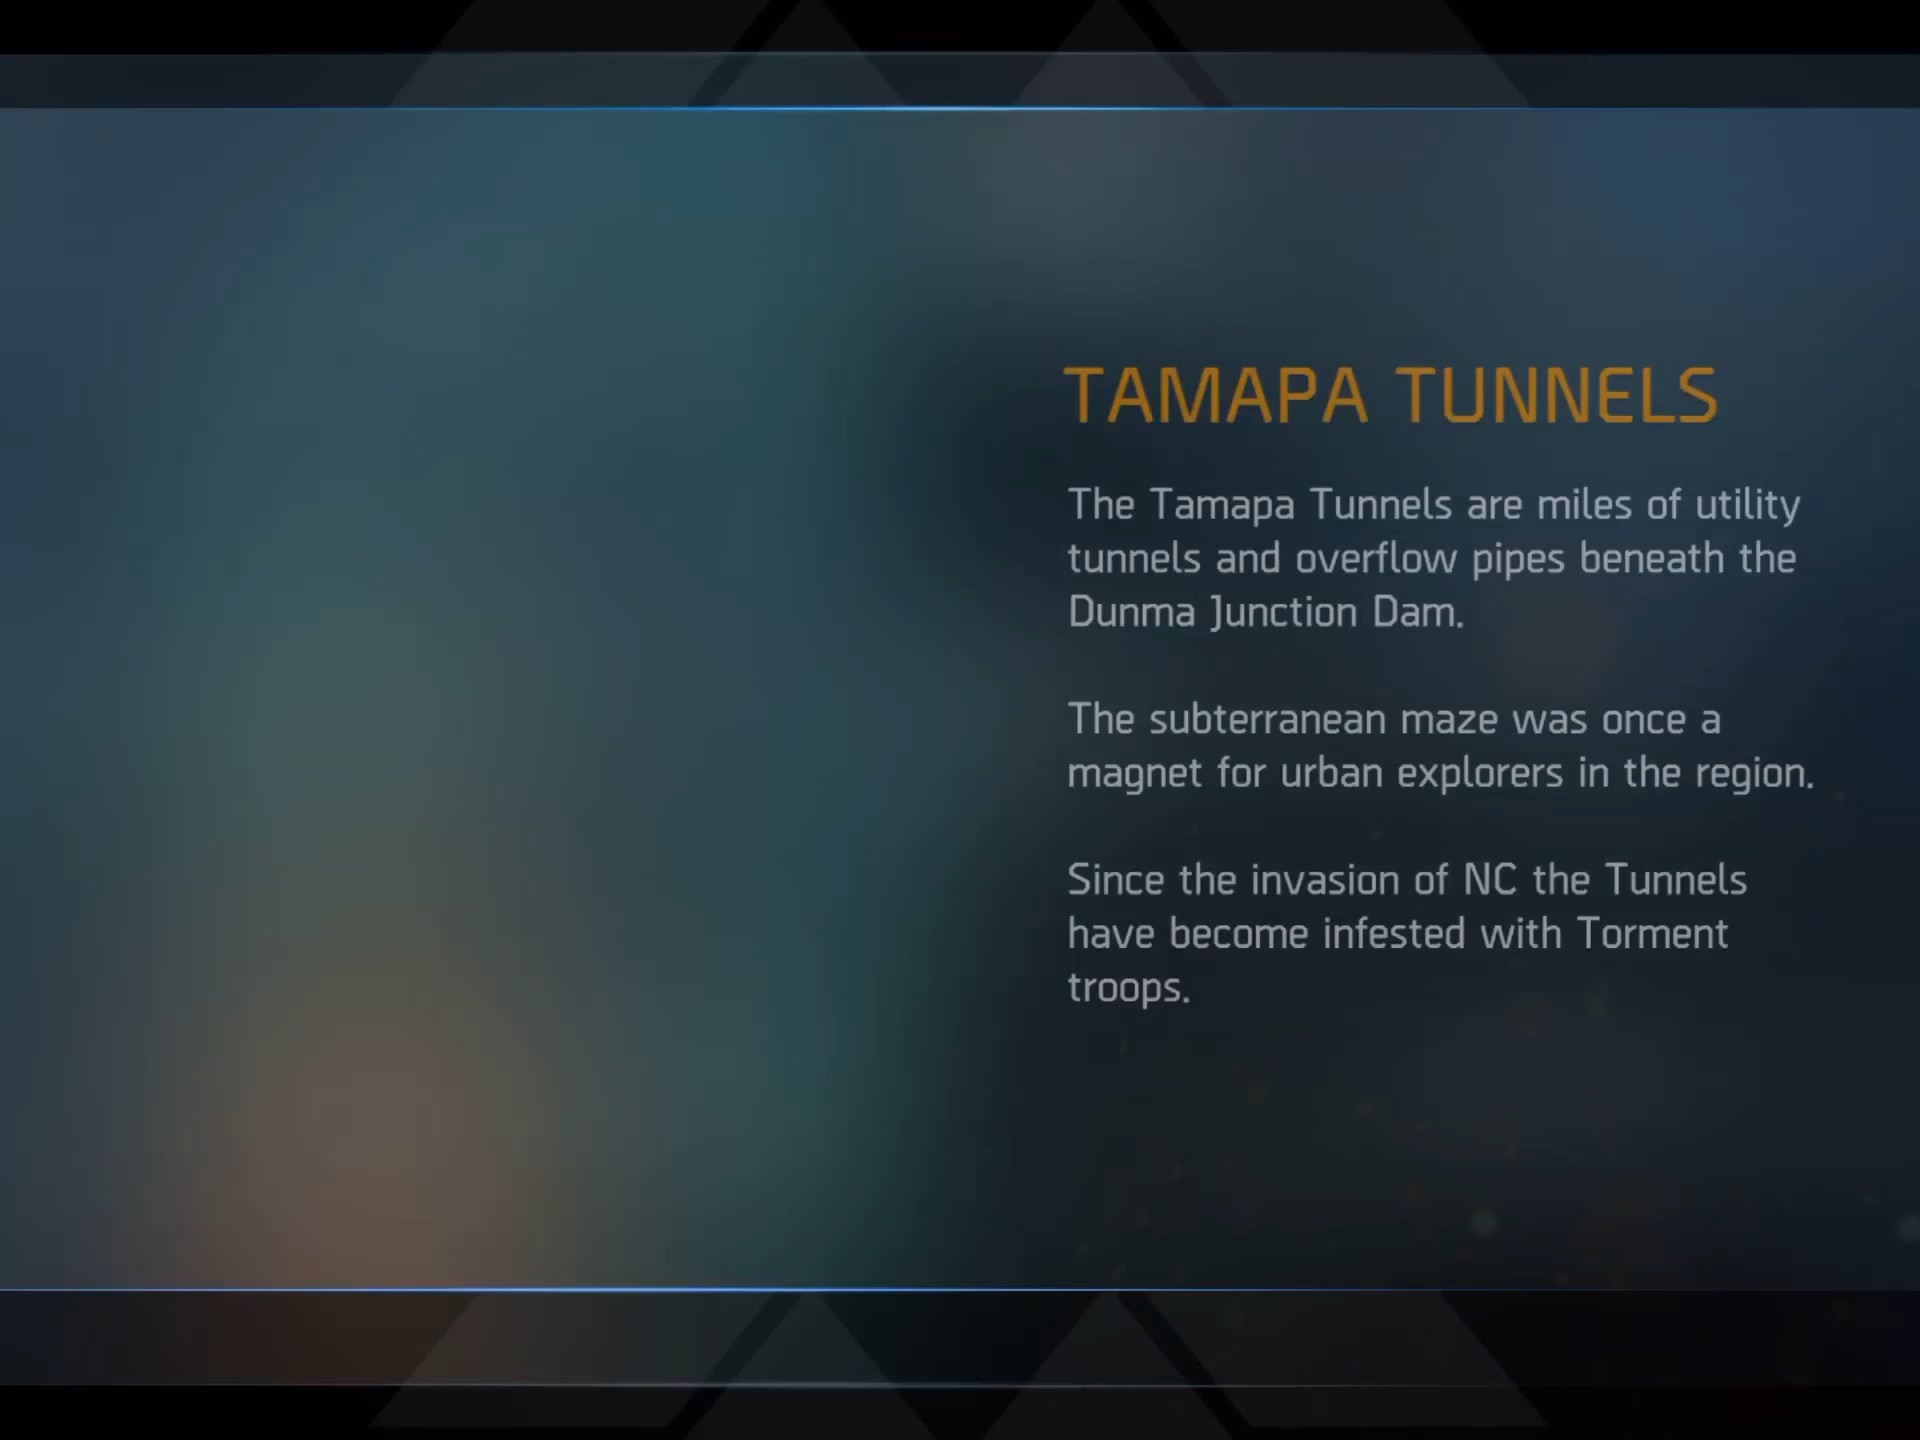 TAMAPA TUNNELS
The Tamapa Tunnels are miles of utility
tunnels and overflow pipes beneath the
Dunma Junction Dam.
The subterranean maze was once a
magnet for urban explorers in the region.
Since the invasion of NC the Tunnels
have become infested with Torment
troops.